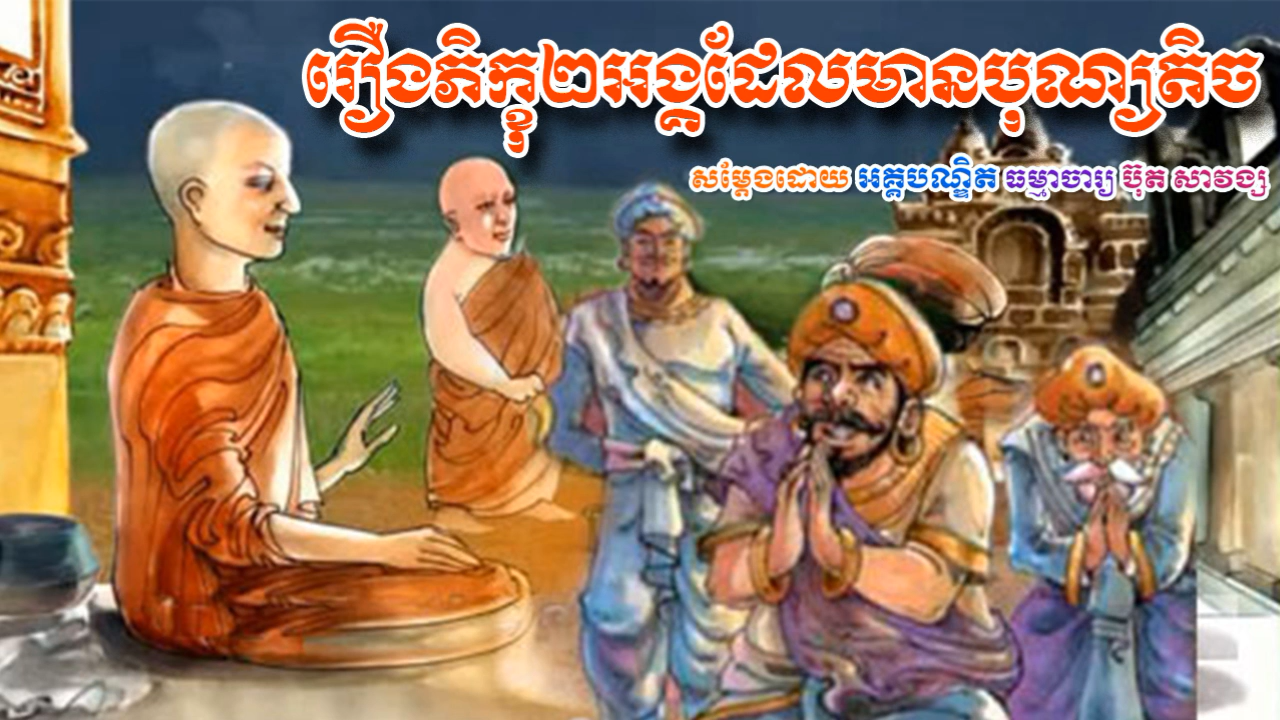 រឿងភិក្ខុ២អង្គដែលមានបុណ្យតិច
សម្ដែងដោយ អគ្គបណ្ឌិត ធម្មាចារ្យ ប៊ុត សាវង្ស